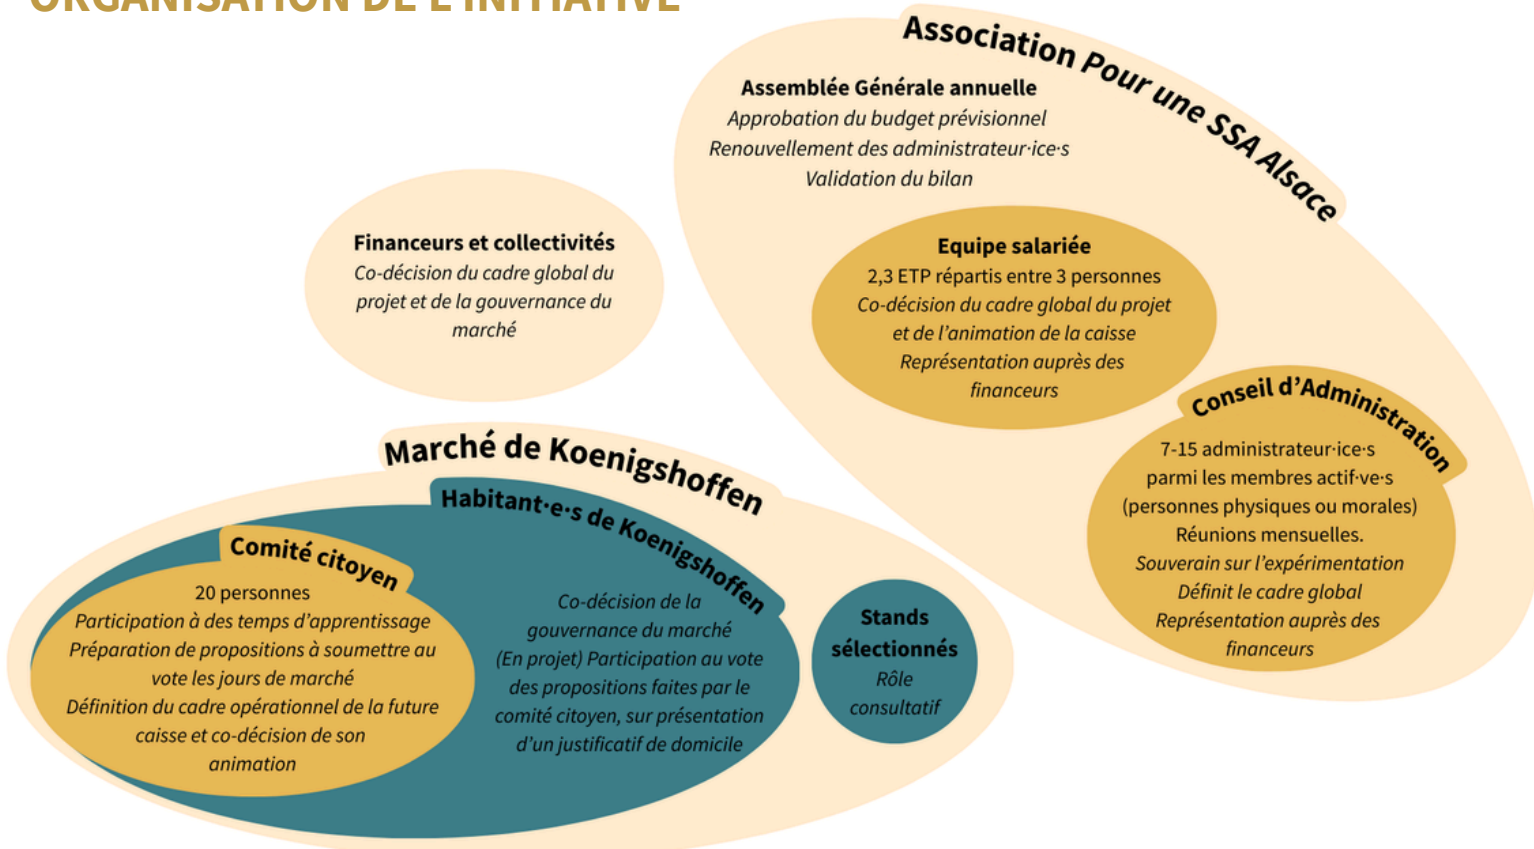 ORGANISATION DE L'INITIATIVE
Association Pour une SSA Alsace
Assemblée Générale annuelle
Approbation du budget prévisionnel
Renouvellement des administrateur·ice·s
Validation du bilan
Equipe salariée
2,3 ETP répartis entre 3 personnes
Co-décision du cadre global du projet
et de l'animation de la caisse
Représentation auprès des
financeurs
Conseil d'Administration
7-15 administrateur·ice·s
parmi les membres actif·ve·s
(personnes physiques ou morales)
Réunions mensuelles.
Souverain sur l'expérimentation
Définit le cadre global
Représentation auprès des
financeurs
Financeurs et collectivités
Co-décision du cadre global du
projet et de la gouvernance du
marché
Marché de Koenigshoffen
Habitant·e·s de Koenigshoffen
Co-décision de la
gouvernance du marché
(En projet) Participation au vote
des propositions faites par le
comité citoyen, sur présentation
d'un justificatif de domicile
Comité citoyen
20 personnes
Participation à des temps d'apprentissage
Préparation de propositions à soumettre au
vote les jours de marché
Définition du cadre opérationnel de la future
caisse et co-décision de son
animation
Stands
sélectionnés
Rôle
consultatif